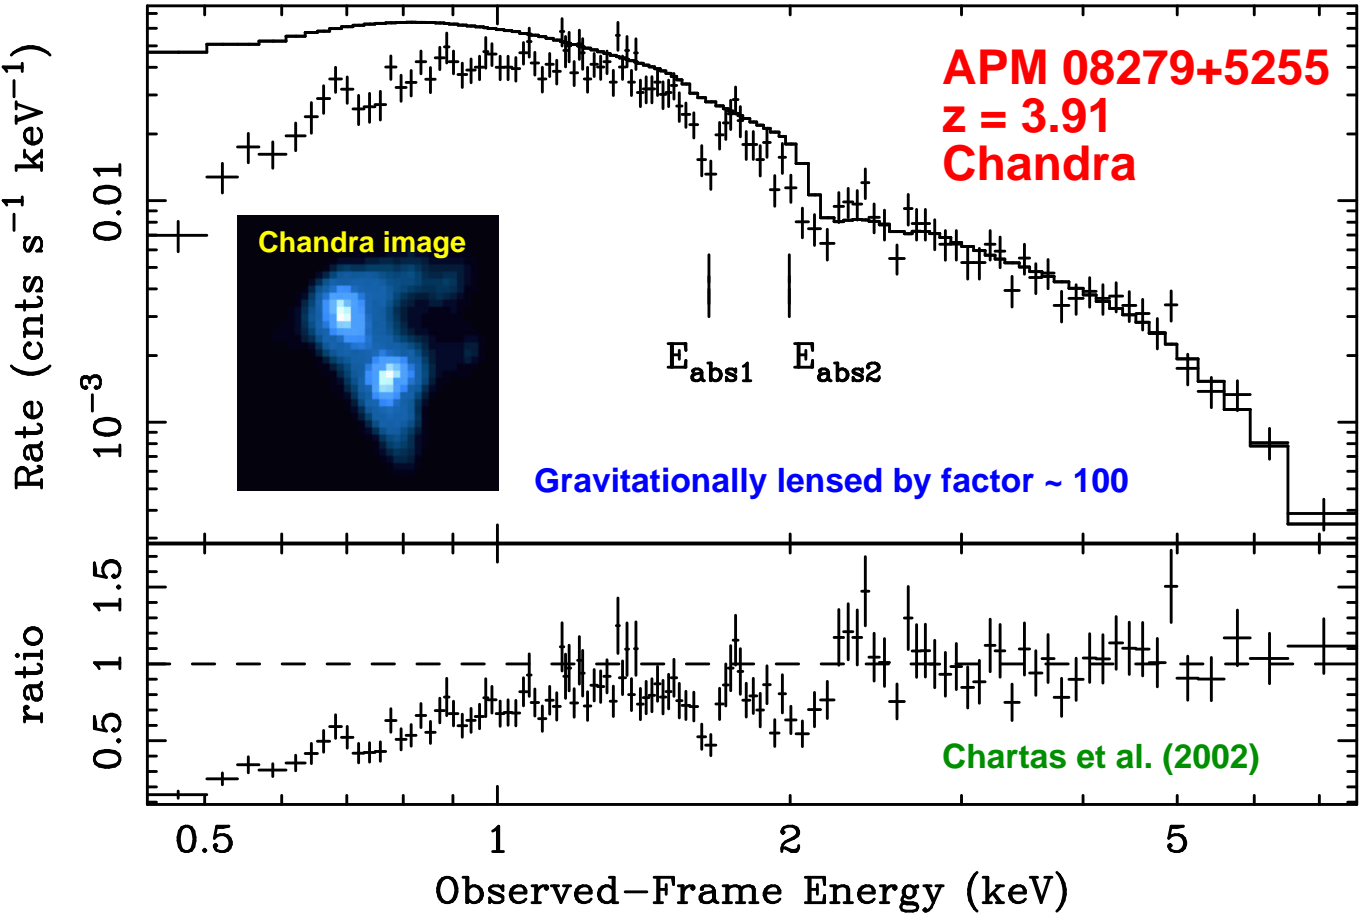 APM 08279+5255
z = 3.91
Chandra
Chandra image
E_abs1
E_abs2
Gravitationally lensed by factor ~ 100
Rate (cnts s⁻¹ keV⁻¹)
0.01
10⁻³
ratio
1.5
1
0.5
Chartas et al. (2002)
0.5 1 2 5
Observed−Frame Energy (keV)